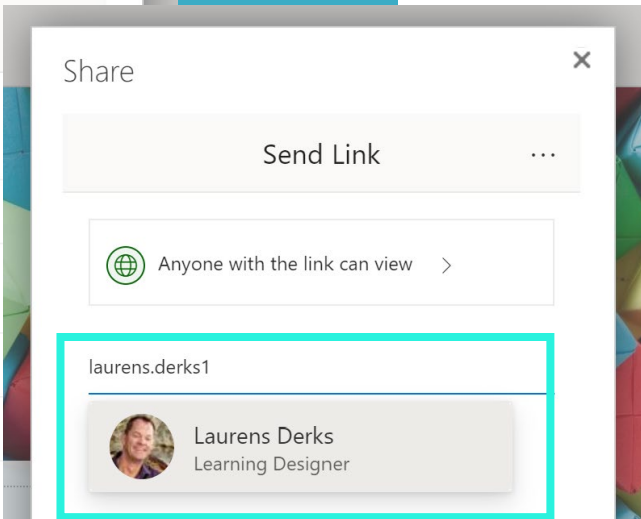 Share
Send Link
Anyone with the link can view
laurens.derks1
Laurens Derks
Learning Designer